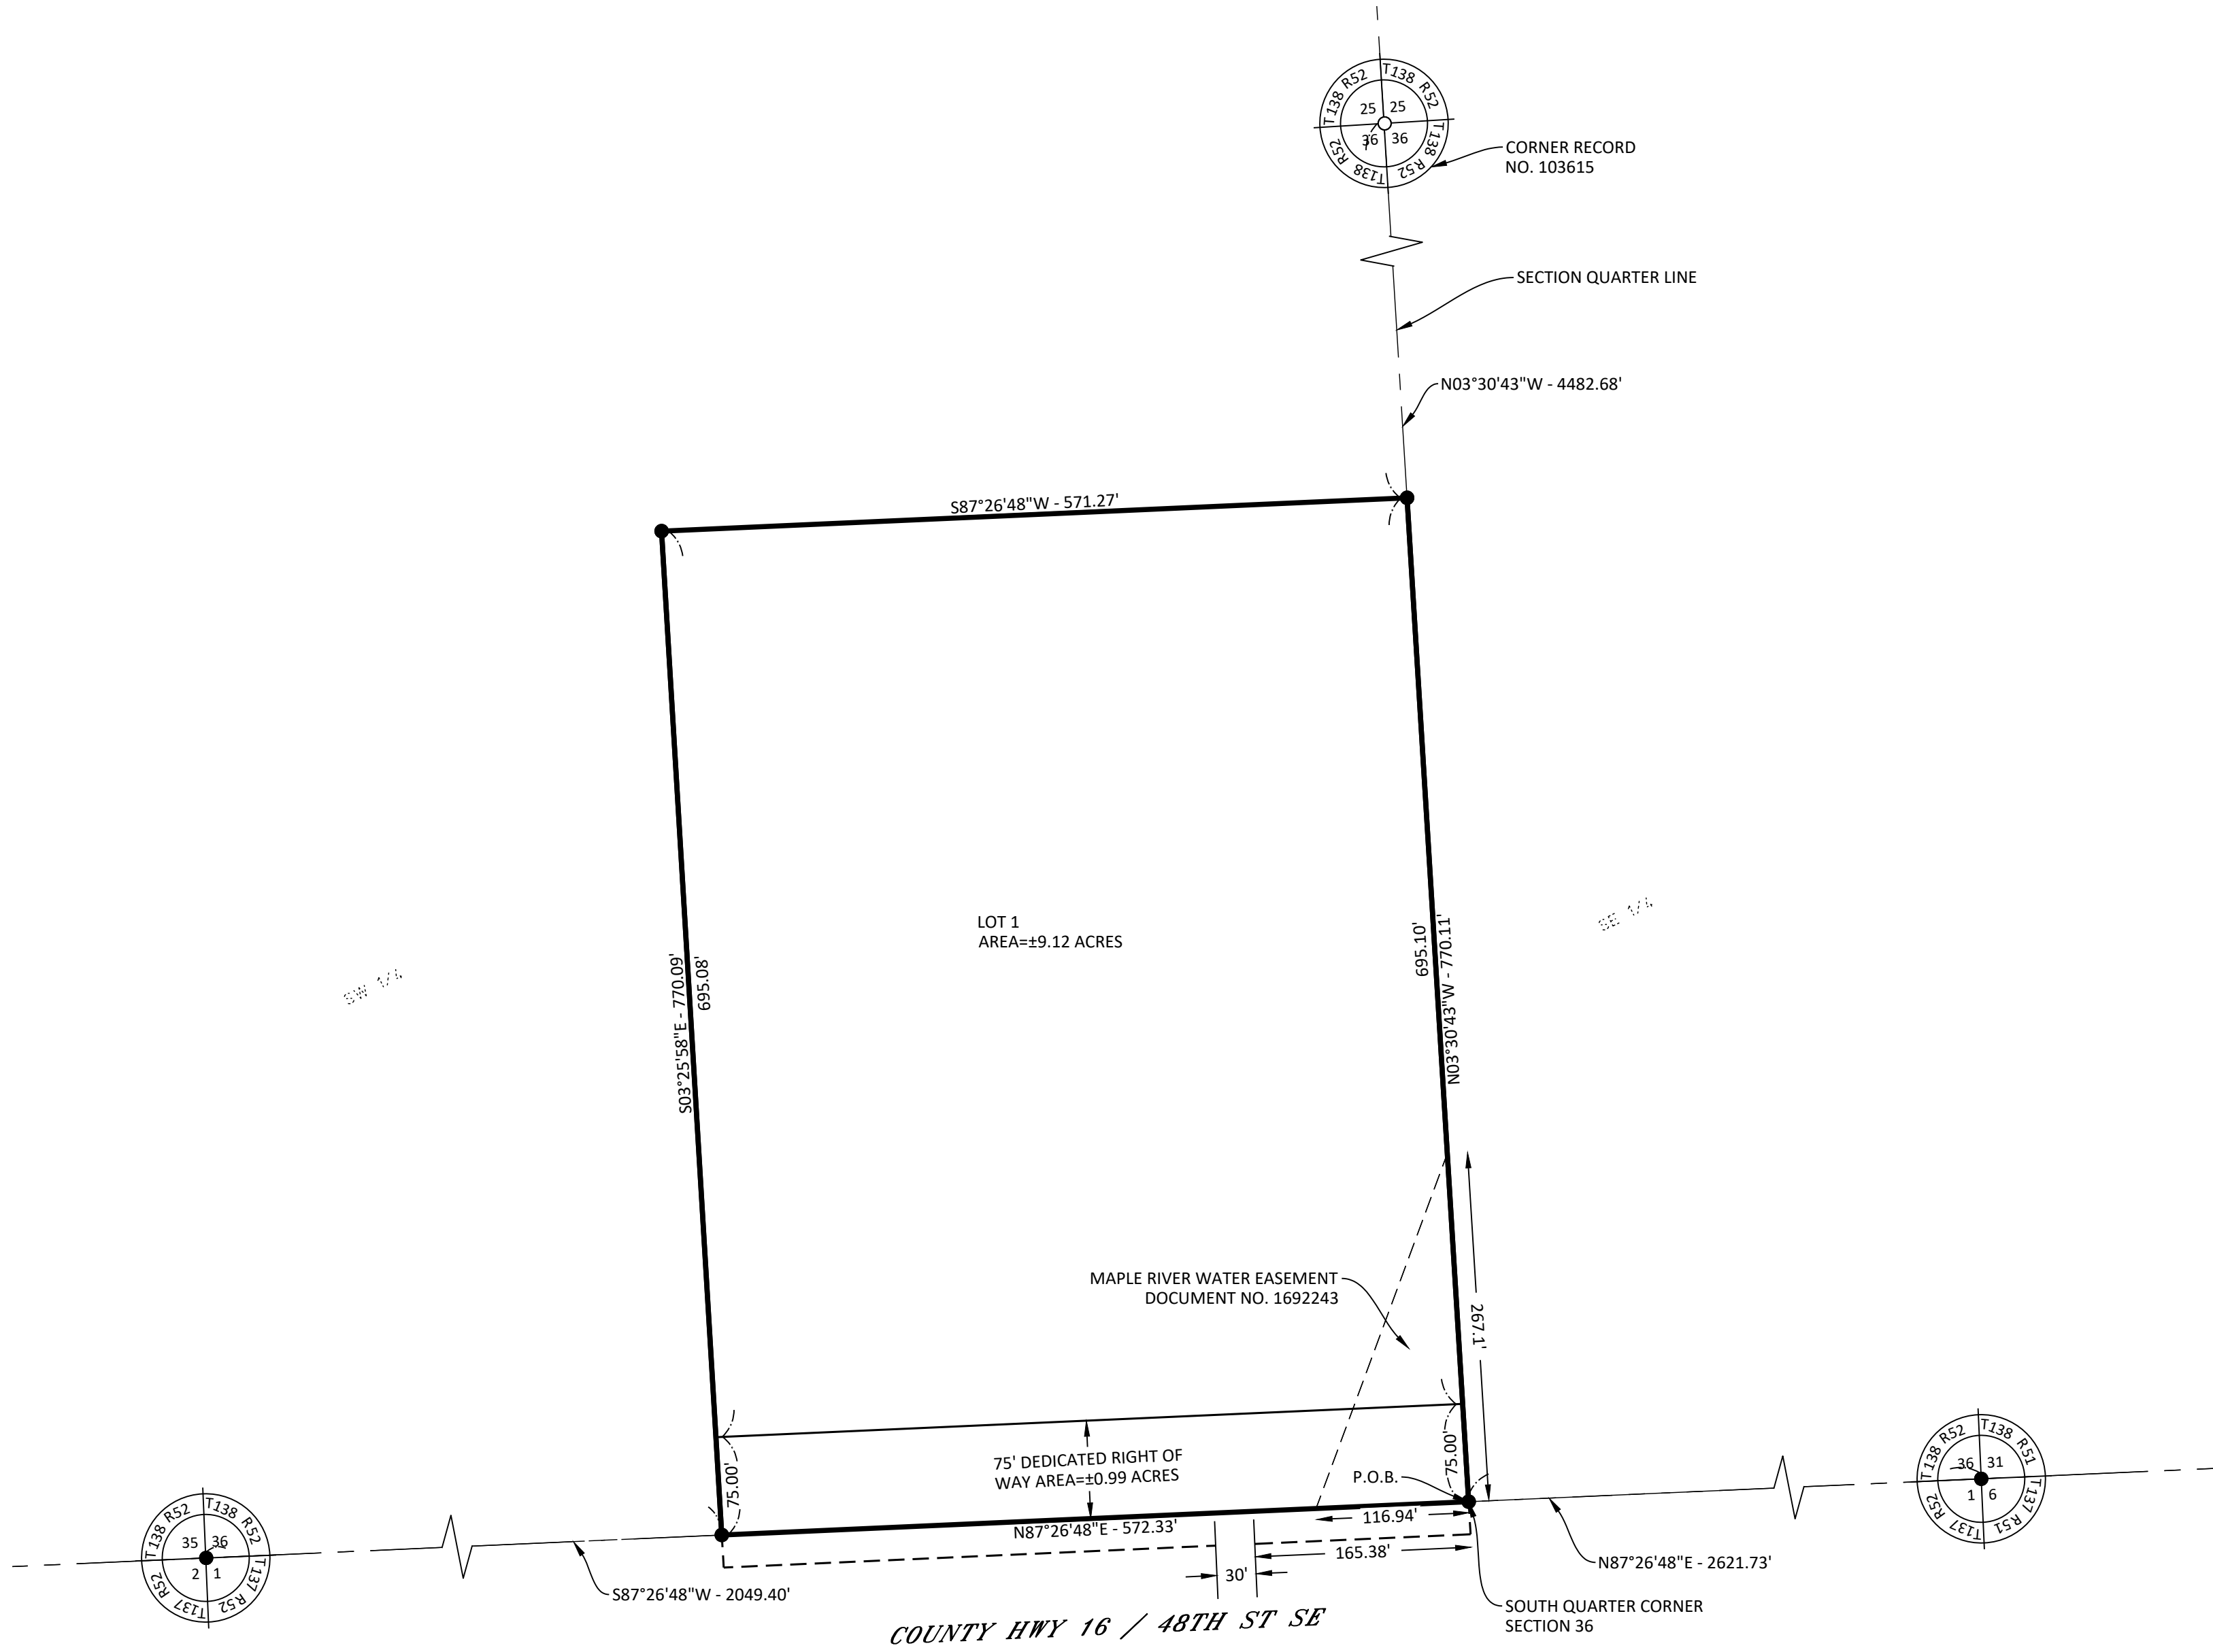 T138 R52 T138 R52
T138 R52 T138 R52
25 25
36 36
CORNER RECORD
NO. 103615
SECTION QUARTER LINE
N03°30'43"W - 4482.68'
S87°26'48"W - 571.27'
LOT 1
AREA=±9.12 ACRES
SW 1/4
SE 1/4
S03°25'58"E - 770.09'
695.08'
695.10'
N03°30'43"W - 770.11'
MAPLE RIVER WATER EASEMENT
DOCUMENT NO. 1692243
267.1'
75' DEDICATED RIGHT OF
WAY AREA=±0.99 ACRES
75.00'
75.00'
P.O.B.
N87°26'48"E - 572.33'
116.94'
165.38'
30'
T138 R52 T138 R52
35 36
2 1
R52 T137 R52 T137
T138 R52 T138 R51
36 31
1 6
R52 T137 R51 T137
S87°26'48"W - 2049.40'
N87°26'48"E - 2621.73'
SOUTH QUARTER CORNER
SECTION 36
COUNTY HWY 16 / 48TH ST SE